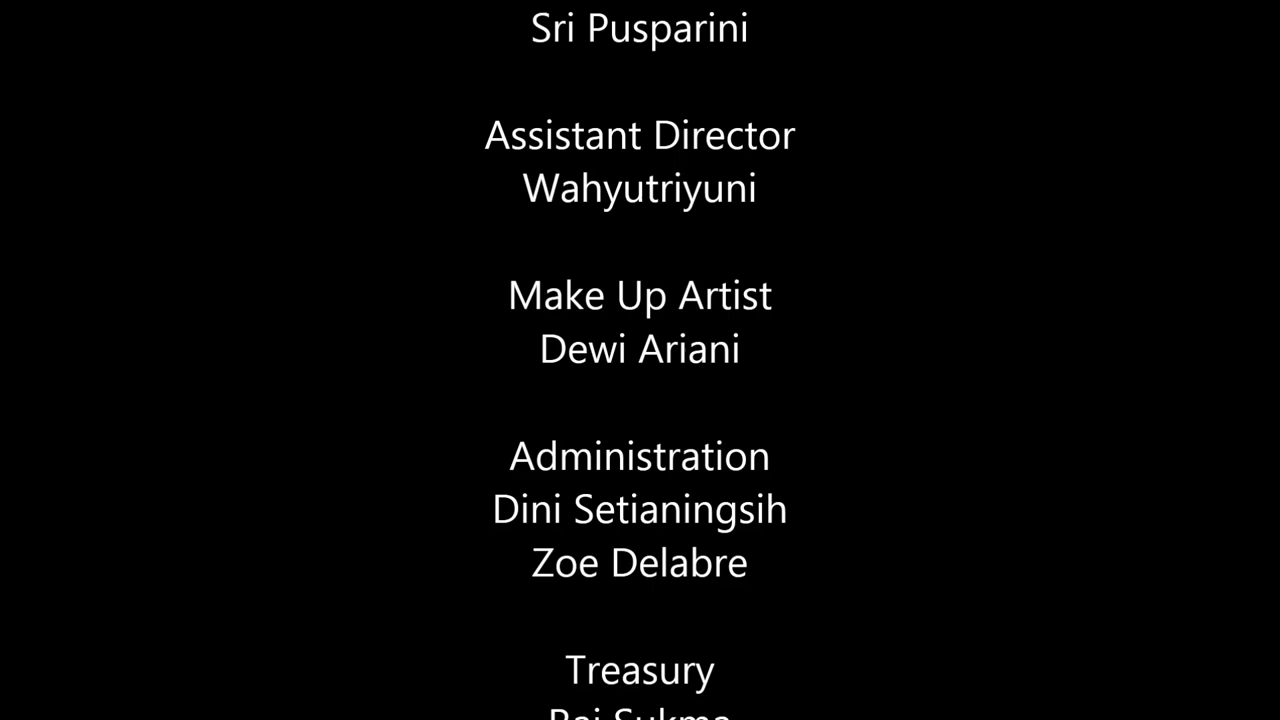 Sri Pusparini
Assistant Director
Wahyutriyuni
Make Up Artist
Dewi Ariani
Administration
Dini Setianingsih
Zoe Delabre
Treasury